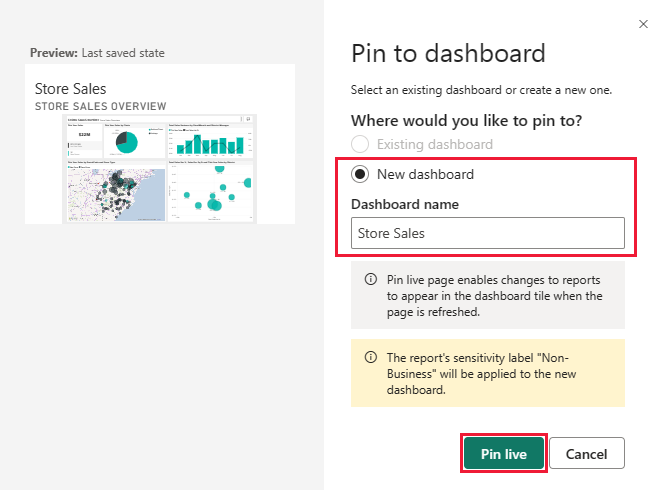 Preview: Last saved state
Store Sales
STORE SALES OVERVIEW
$22M
Pin to dashboard
Select an existing dashboard or create a new one.
Where would you like to pin to?
Existing dashboard
New dashboard
Dashboard name
Store Sales
Pin live page enables changes to reports
to appear in the dashboard tile when the
page is refreshed.
The report's sensitivity label "Non-
Business" will be applied to the new
dashboard.
Pin live
Cancel